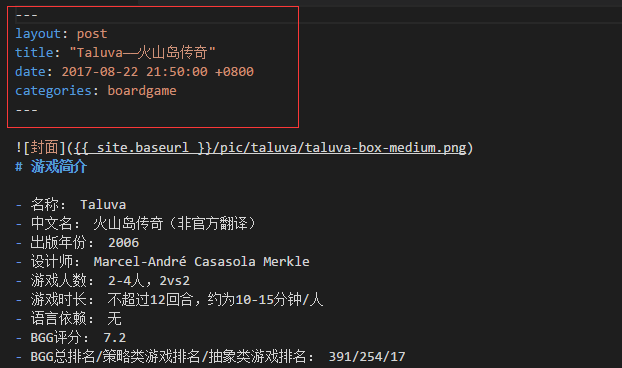 ---
layout: post
title: "Taluva——火山岛传奇"
date: 2017-08-22 21:50:00 +0800
categories: boardgame
---
![封面]({{ site.baseurl }}/pic/taluva/taluva-box-medium.png)
# 游戏简介
- 名称： Taluva
- 中文名： 火山岛传奇（非官方翻译）
- 出版年份： 2006
- 设计师： Marcel-André Casasola Merkle
- 游戏人数： 2-4人，2vs2
- 游戏时长： 不超过12回合，约为10-15分钟/人
- 语言依赖： 无
- BGG评分： 7.2
- BGG总排名/策略类游戏排名/抽象类游戏排名： 391/254/17